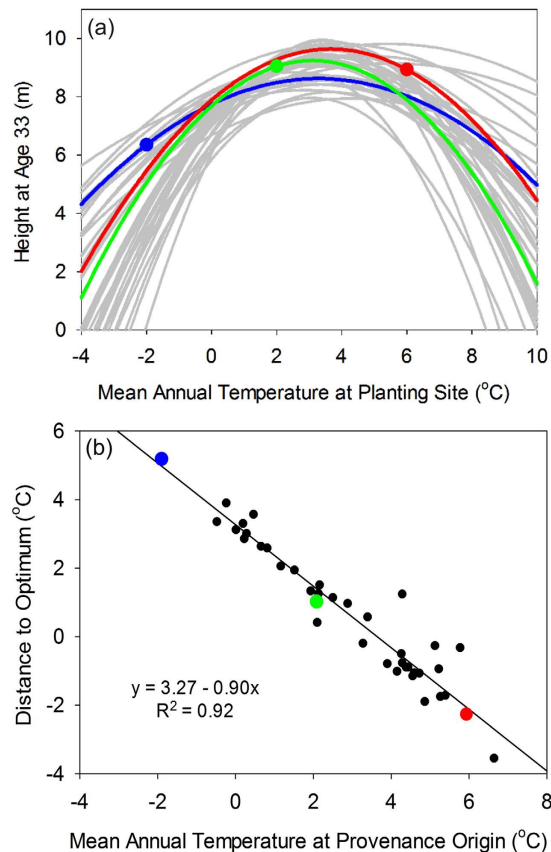 (a)
Height at Age 33 (m)
10
8
6
4
2
0
-4 -2 0 2 4 6 8 10
Mean Annual Temperature at Planting Site (°C)
(b)
Distance to Optimum (°C)
6
4
2
0
-2
-4
y = 3.27 - 0.90x
R² = 0.92
-4 -2 0 2 4 6 8
Mean Annual Temperature at Provenance Origin (°C)